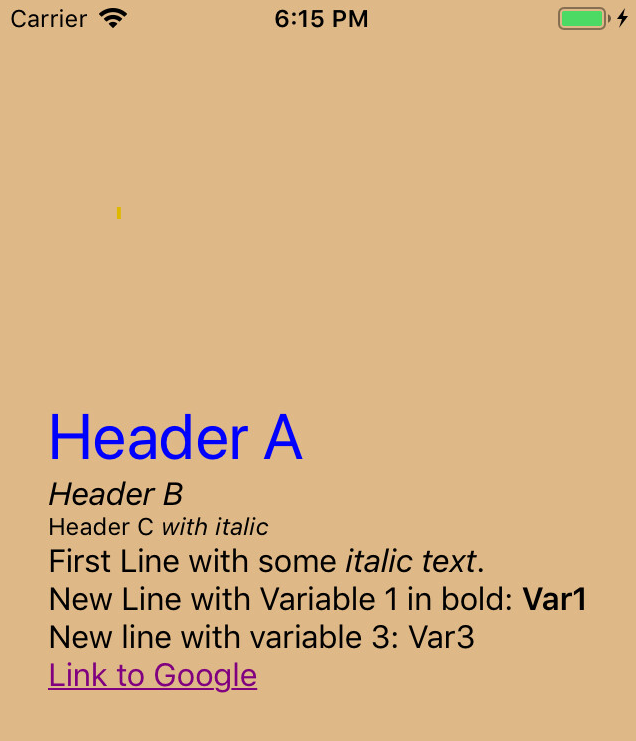 Carrier 6:15 PM
Header A
Header B
Header C with italic
First Line with some italic text.
New Line with Variable 1 in bold: Var1
New line with variable 3: Var3
Link to Google